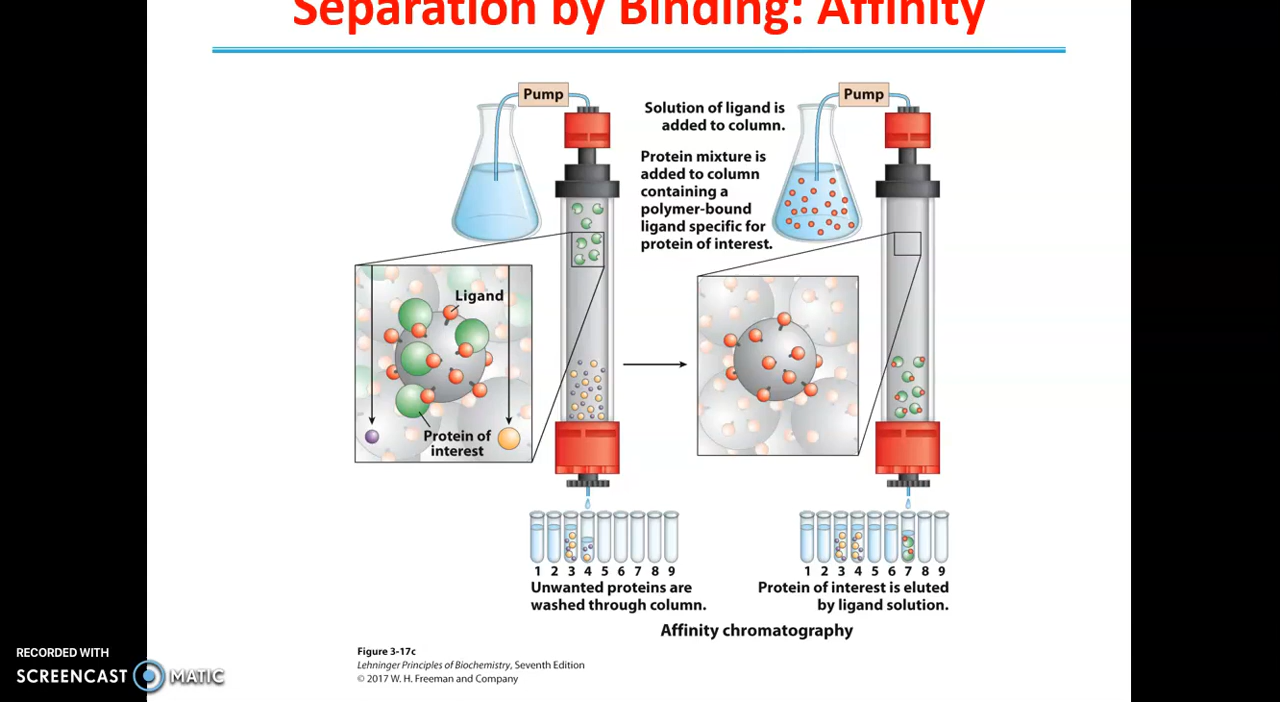 Separation by Binding: Affinity
Pump
Pump
Solution of ligand is
added to column.
Protein mixture is
added to column
containing a
polymer-bound
ligand specific for
protein of interest.
Ligand
Protein of
interest
1 2 3 4 5 6 7 8 9
Unwanted proteins are
washed through column.
1 2 3 4 5 6 7 8 9
Protein of interest is eluted
by ligand solution.
Affinity chromatography
Figure 3-17c
Lehninger Principles of Biochemistry, Seventh Edition
© 2017 W. H. Freeman and Company
RECORDED WITH
SCREENCAST MATIC